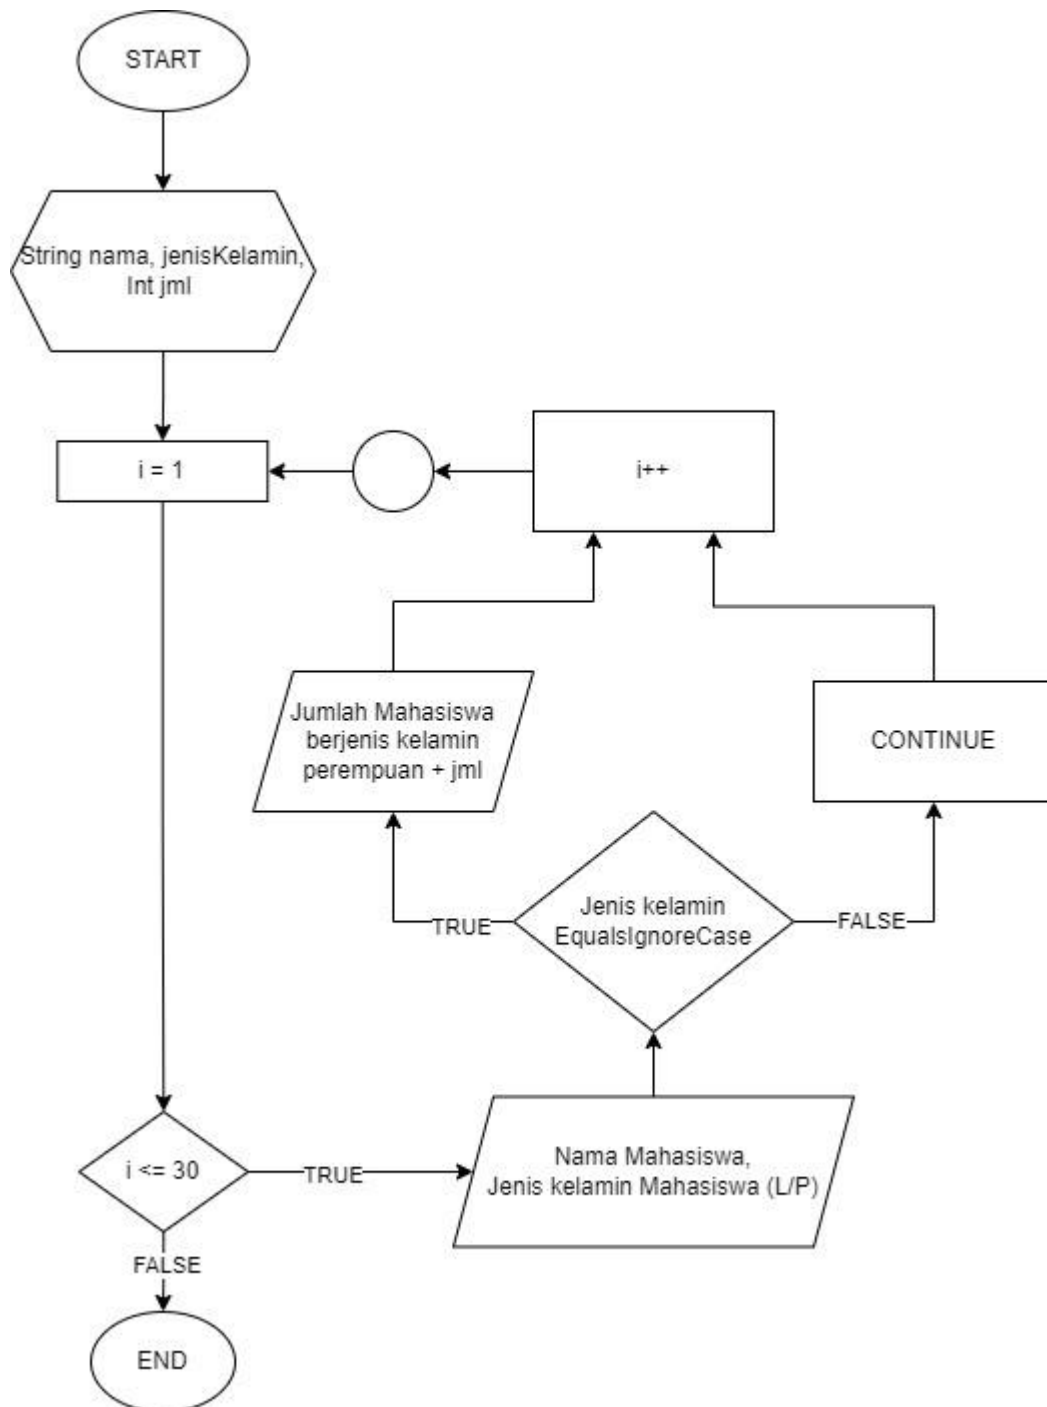 START
String nama, jenisKelamin,
Int jml
i = 1
i++
Jumlah Mahasiswa
berjenis kelamin
perempuan + jml
CONTINUE
Jenis kelamin
EqualsIgnoreCase
TRUE
FALSE
i <= 30
TRUE
Nama Mahasiswa,
Jenis kelamin Mahasiswa (L/P)
FALSE
END